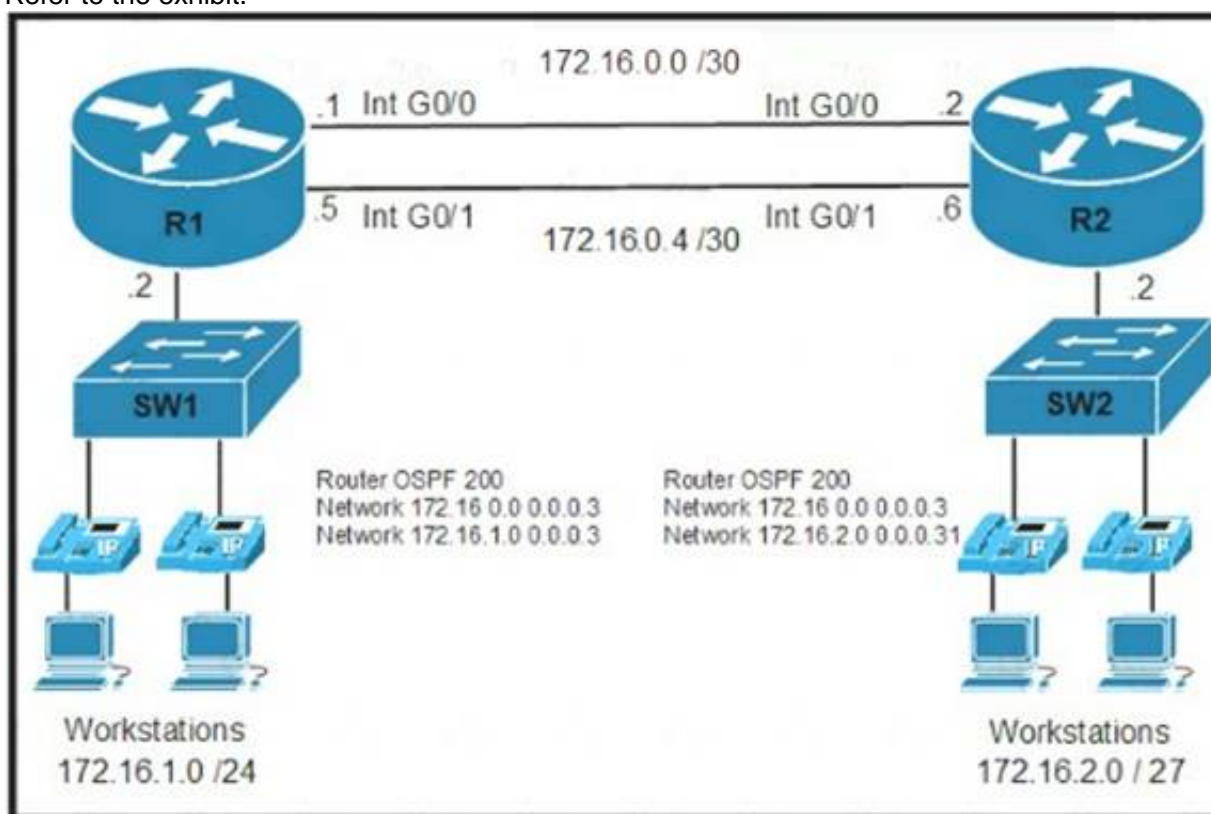 Refer to the exhibit.
172.16.0.0 /30
.1 Int G0/0
Int G0/0 .2
.5 Int G0/1
Int G0/1 .6
172.16.0.4 /30
R1
R2
.2
.2
SW1
SW2
Router OSPF 200
Network 172.16 0.0 0.0.0.3
Network 172.16.1.0 0.0.0.3
Router OSPF 200
Network 172.16 0.0 0.0.0.3
Network 172.16.2.0 0.0.0.31
IP
IP
IP
IP
?
?
?
?
Workstations
172.16.1.0 /24
Workstations
172.16.2.0 / 27